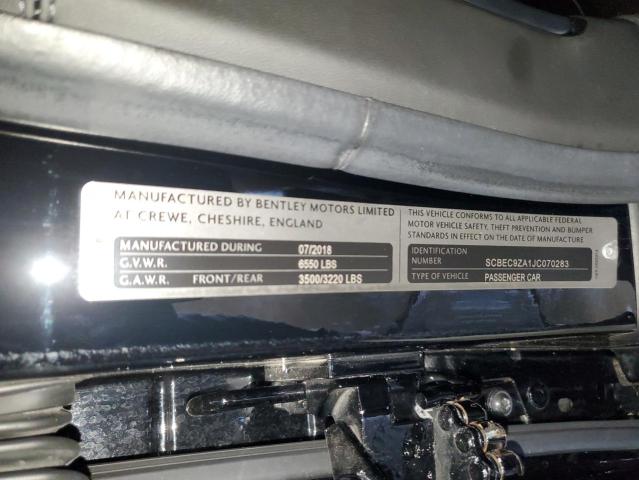 MANUFACTURED BY BENTLEY MOTORS LIMITED
AT CREWE, CHESHIRE, ENGLAND
MANUFACTURED DURING 07/2018
G.V.W.R. 6550 LBS
G.A.W.R. FRONT/REAR 3500/3220 LBS
THIS VEHICLE CONFORMS TO ALL APPLICABLE FEDERAL
MOTOR VEHICLE SAFETY, THEFT PREVENTION AND BUMPER
STANDARDS IN EFFECT ON THE DATE OF MANUFACTURE
IDENTIFICATION
NUMBER SCBEC9ZA1JC070283
TYPE OF VEHICLE PASSENGER CAR